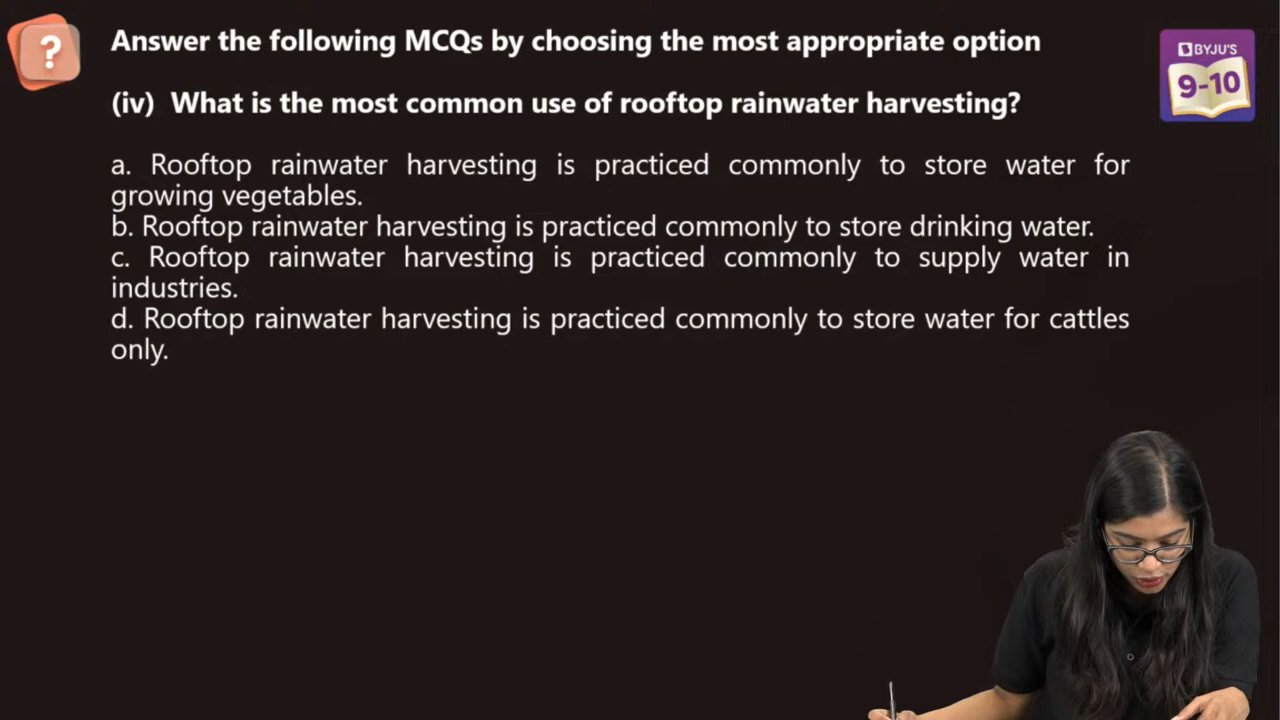 ?
Answer the following MCQs by choosing the most appropriate option
BYJU'S
9-10
(iv) What is the most common use of rooftop rainwater harvesting?
a. Rooftop rainwater harvesting is practiced commonly to store water for
growing vegetables.
b. Rooftop rainwater harvesting is practiced commonly to store drinking water.
c. Rooftop rainwater harvesting is practiced commonly to supply water in
industries.
d. Rooftop rainwater harvesting is practiced commonly to store water for cattles
only.